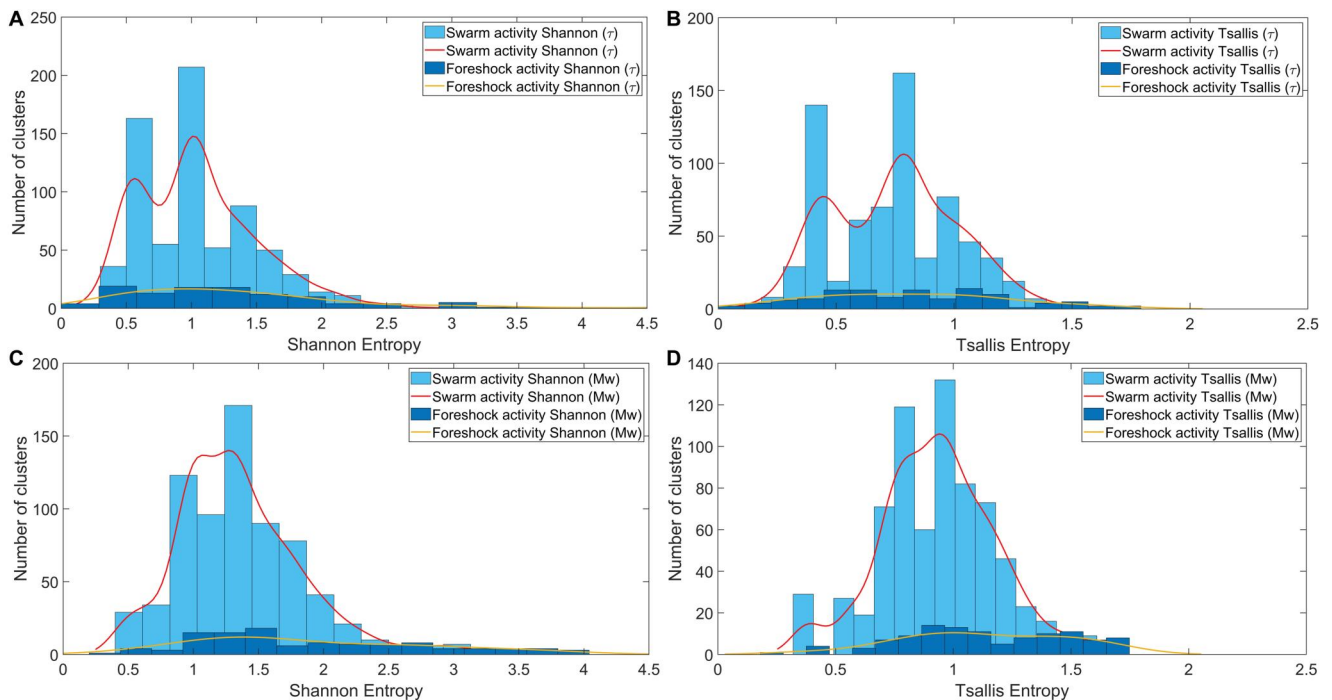 A
250
200
150
100
50
0
Number of clusters
Swarm activity Shannon (τ)
Swarm activity Shannon (τ)
Foreshock activity Shannon (τ)
Foreshock activity Shannon (τ)
0 0.5 1 1.5 2 2.5 3 3.5 4 4.5
Shannon Entropy
B
200
150
100
50
0
Number of clusters
Swarm activity Tsallis (τ)
Swarm activity Tsallis (τ)
Foreshock activity Tsallis (τ)
Foreshock activity Tsallis (τ)
0 0.5 1 1.5 2 2.5
Tsallis Entropy
C
200
150
100
50
0
Number of clusters
Swarm activity Shannon (Mw)
Swarm activity Shannon (Mw)
Foreshock activity Shannon (Mw)
Foreshock activity Shannon (Mw)
0 0.5 1 1.5 2 2.5 3 3.5 4 4.5
Shannon Entropy
D
140
120
100
80
60
40
20
0
Number of clusters
Swarm activity Tsallis (Mw)
Swarm activity Tsallis (Mw)
Foreshock activity Tsallis (Mw)
Foreshock activity Tsallis (Mw)
0 0.5 1 1.5 2 2.5
Tsallis Entropy